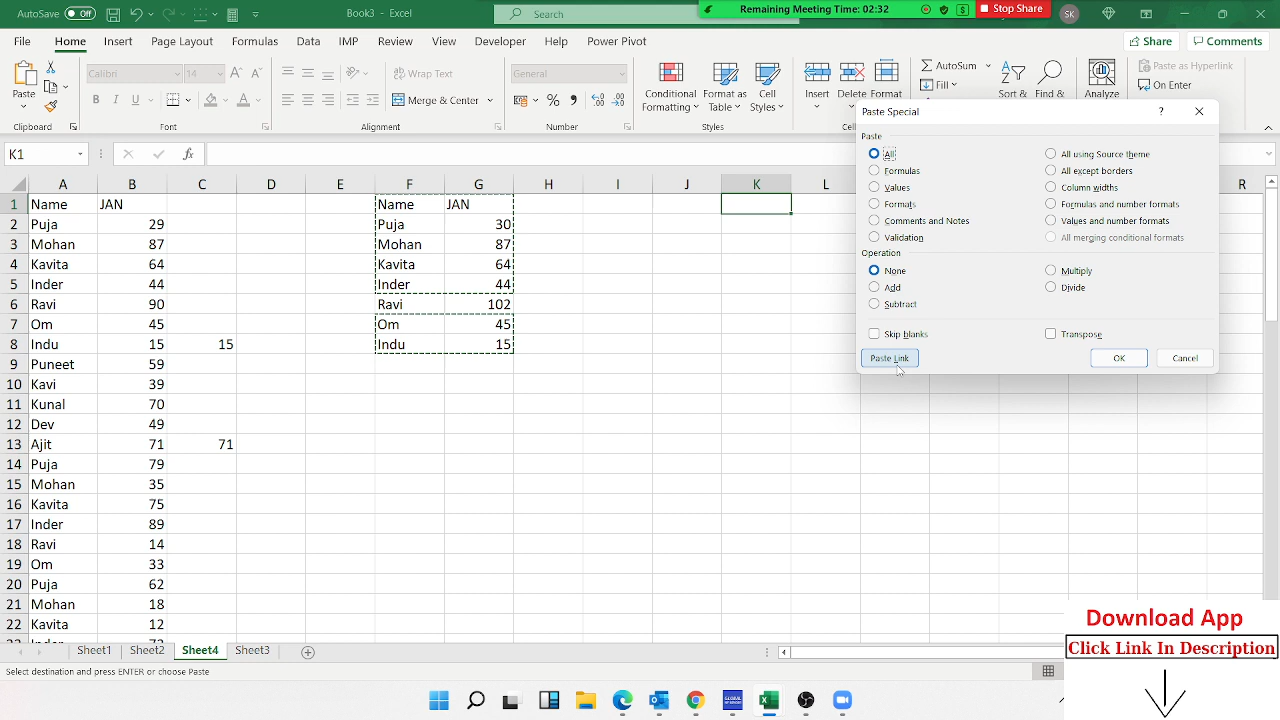 AutoSave Off Book3 - Excel Search Remaining Meeting Time: 02:32 Stop Share SK
File Home Insert Page Layout Formulas Data IMP Review View Developer Help Power Pivot Share Comments
Paste Calibri 14 Wrap Text General Conditional Formatting Format as Table Cell Styles Insert Delete Format AutoSum Fill Sort & Find & Analyze Paste as Hyperlink On Enter
Merge & Center
Clipboard Font Alignment Number Styles Cel
K1 fx
Paste Special ?
Paste
All All using Source theme
Formulas All except borders
Values Column widths
Formats Formulas and number formats
Comments and Notes Values and number formats
Validation All merging conditional formats
Operation
None Multiply
Add Divide
Subtract
Skip blanks Transpose
Paste Link OK Cancel
A B C D E F G H I J K L R
1 Name JAN Name JAN
2 Puja 29 Puja 30
3 Mohan 87 Mohan 87
4 Kavita 64 Kavita 64
5 Inder 44 Inder 44
6 Ravi 90 Ravi 102
7 Om 45 Om 45
8 Indu 15 15 Indu 15
9 Puneet 59
10 Kavi 39
11 Kunal 70
12 Dev 49
13 Ajit 71 71
14 Puja 79
15 Mohan 35
16 Kavita 75
17 Inder 89
18 Ravi 14
19 Om 33
20 Puja 62
21 Mohan 18
22 Kavita 12
Sheet1 Sheet2 Sheet4 Sheet3
Select destination and press ENTER or choose Paste
Download App
Click Link In Description